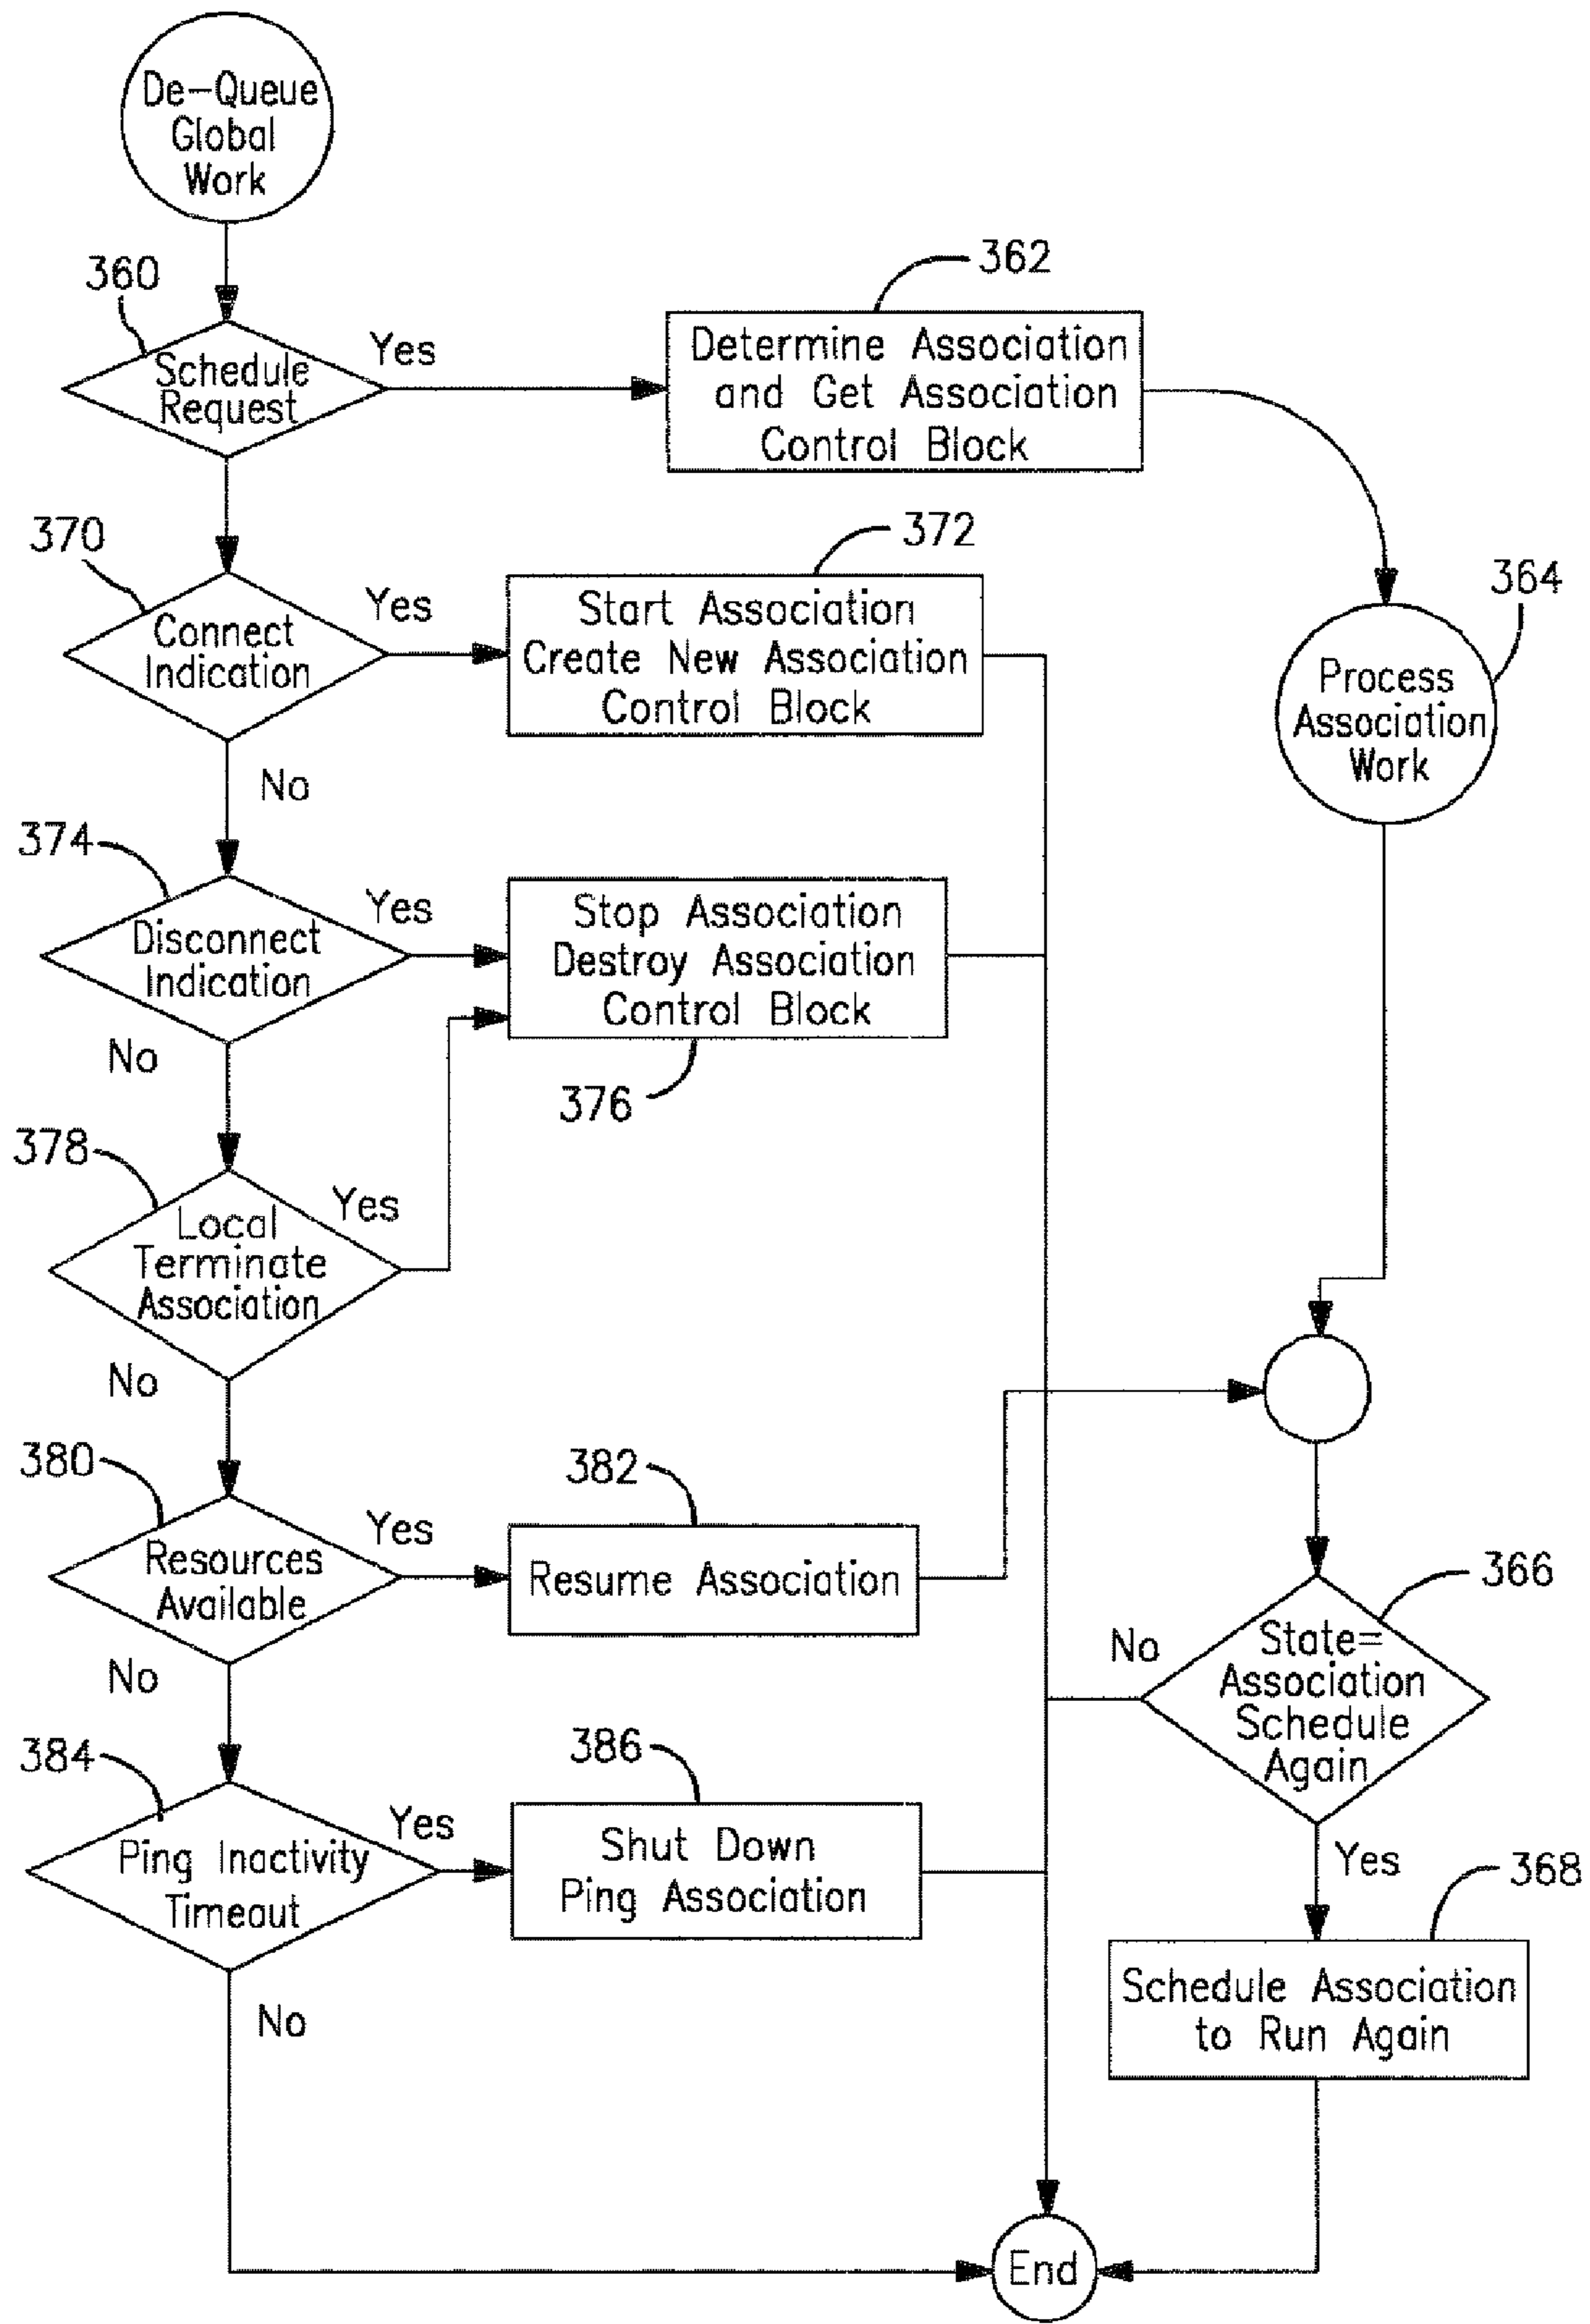 De-Queue
Global
Work
360
Schedule
Request
Yes
362
Determine Association
and Get Association
Control Block
370
Connect
Indication
Yes
372
Start Association
Create New Association
Control Block
364
Process
Association
Work
No
374
Disconnect
Indication
Yes
Stop Association
Destroy Association
Control Block
376
No
378
Local
Terminate
Association
Yes
No
380
Resources
Available
Yes
382
Resume Association
366
State=
Association
Schedule
Again
No
No
384
Ping Inactivity
Timeout
Yes
386
Shut Down
Ping Association
Yes
368
Schedule Association
to Run Again
No
End